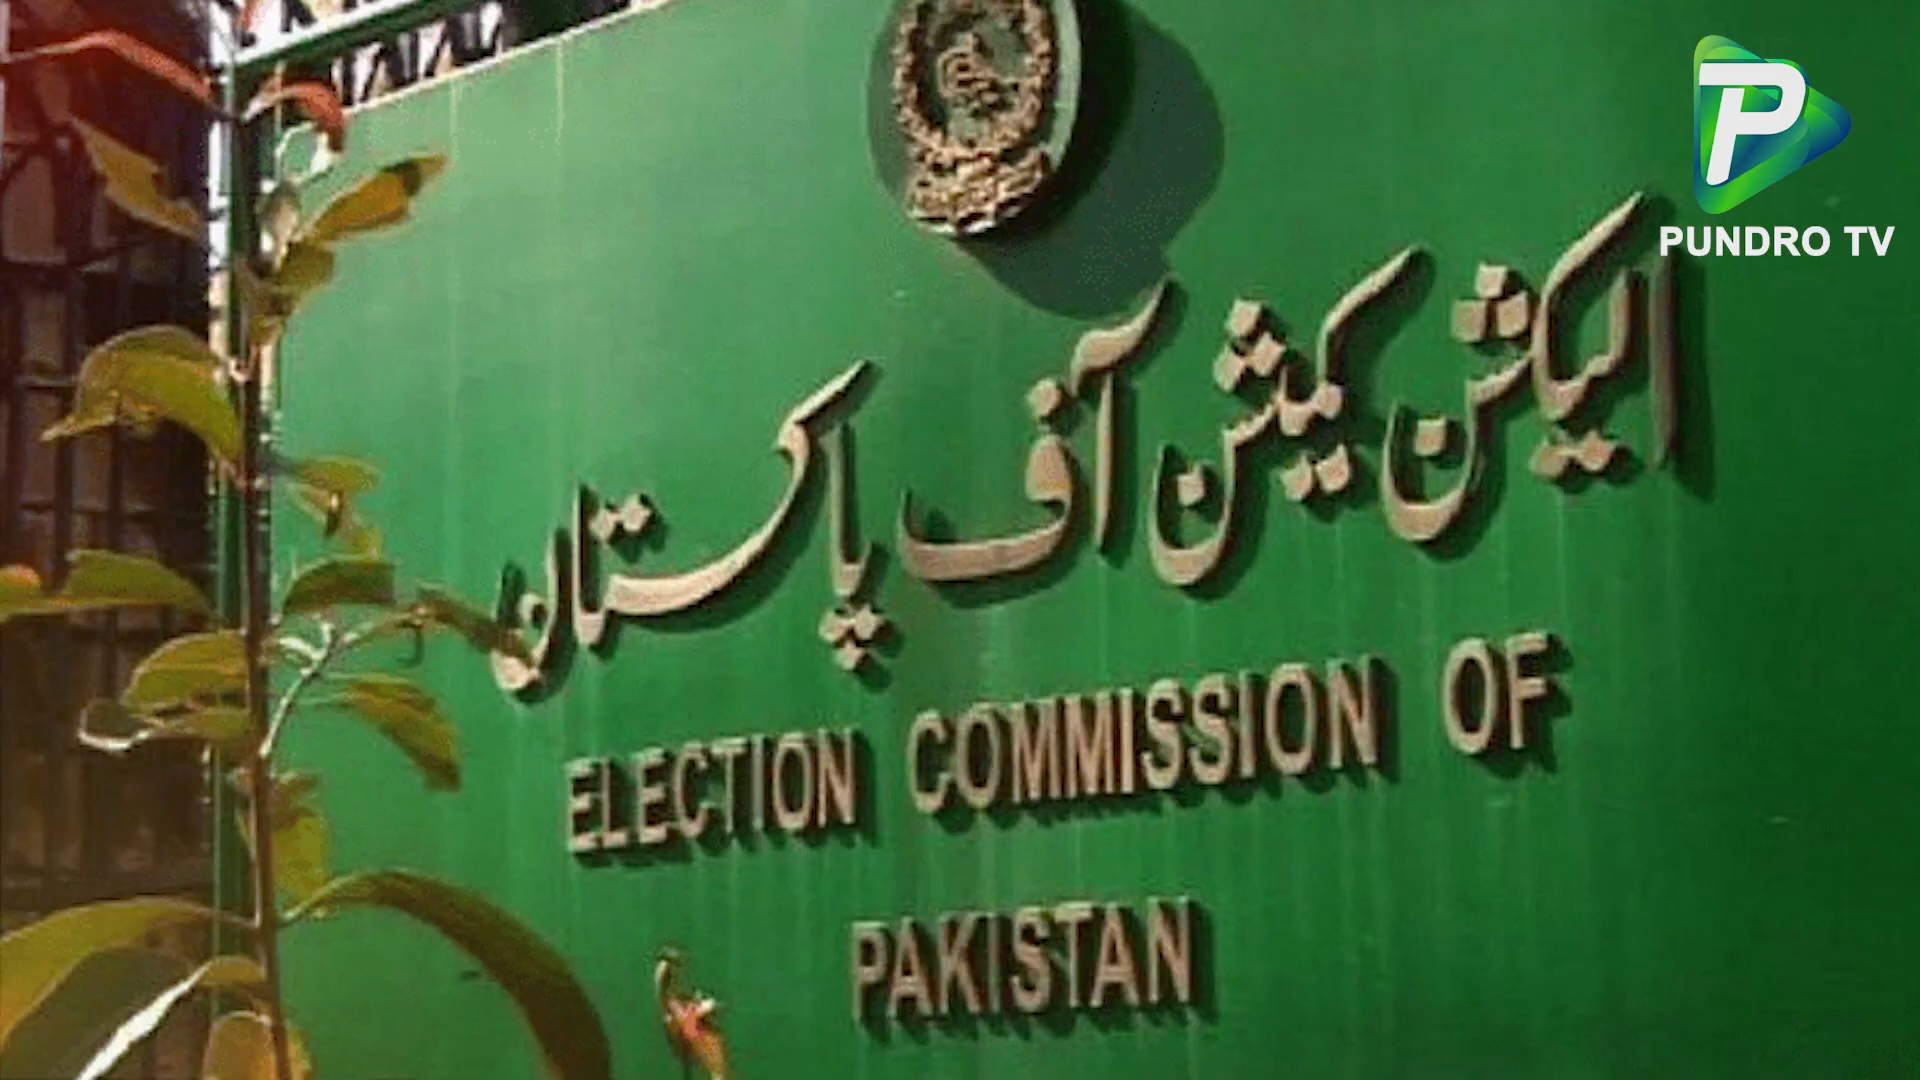 الیکشن کمیشن آف پاکستان
ELECTION COMMISSION OF
PAKISTAN
PUNDRO TV